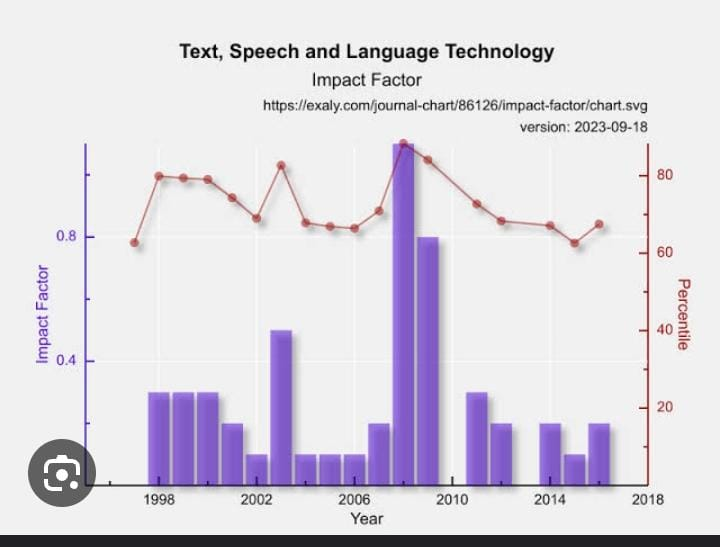 Text, Speech and Language Technology
Impact Factor
https://exaly.com/journal-chart/86126/impact-factor/chart.svg
version: 2023-09-18
0.8
0.4
Impact Factor
80
60
40
20
Percentile
1998 2002 2006 2010 2014 2018
Year